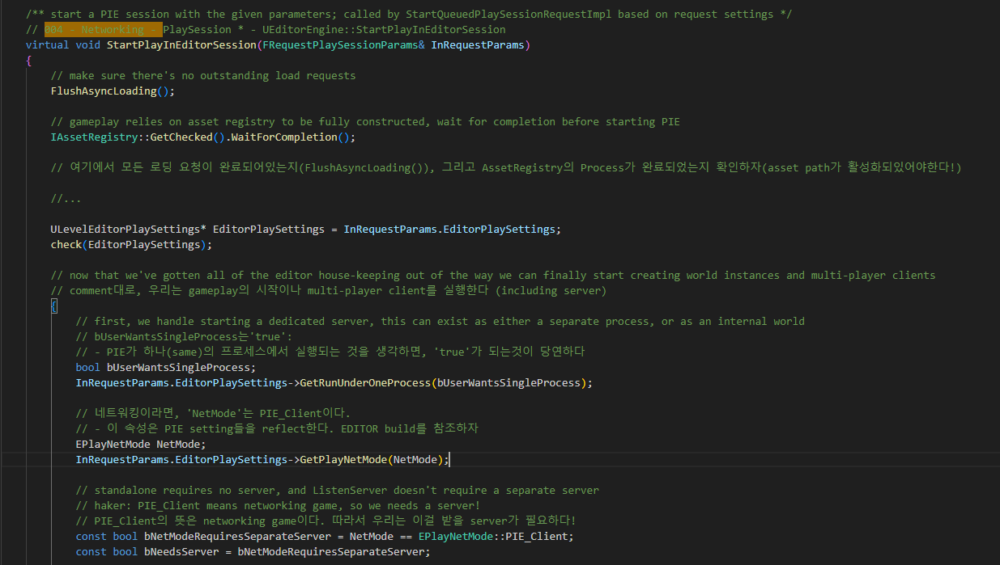 /** start a PIE session with the given parameters; called by StartQueuedPlaySessionRequestImpl based on request settings */
// 004 - Networking - PlaySession * - UEditorEngine::StartPlayInEditorSession
virtual void StartPlayInEditorSession(FRequestPlaySessionParams& InRequestParams)
{
// make sure there's no outstanding load requests
FlushAsyncLoading();
// gameplay relies on asset registry to be fully constructed, wait for completion before starting PIE
IAssetRegistry::GetChecked().WaitForCompletion();
// 여기에서 모든 로딩 요청이 완료되어있는지(FlushAsyncLoading()), 그리고 AssetRegistry의 Process가 완료되었는지 확인하자(asset path가 활성화되있어야한다!)
//...
ULevelEditorPlaySettings* EditorPlaySettings = InRequestParams.EditorPlaySettings;
check(EditorPlaySettings);
// now that we've gotten all of the editor house-keeping out of the way we can finally start creating world instances and multi-player clients
// comment대로, 우리는 gameplay의 시작이나 multi-player client를 실행한다 (including server)
{
// first, we handle starting a dedicated server, this can exist as either a separate process, or as an internal world
// bUserWantsSingleProcess는'true':
// - PIE가 하나(same)의 프로세스에서 실행되는 것을 생각하면, 'true'가 되는것이 당연하다
bool bUserWantsSingleProcess;
InRequestParams.EditorPlaySettings->GetRunUnderOneProcess(bUserWantsSingleProcess);
// 네트워킹이라면, 'NetMode'는 PIE_Client이다.
// - 이 속성은 PIE setting들을 reflect한다. EDITOR build를 참조하자
EPlayNetMode NetMode;
InRequestParams.EditorPlaySettings->GetPlayNetMode(NetMode);
// standalone requires no server, and ListenServer doesn't require a separate server
// haker: PIE_Client means networking game, so we needs a server!
// PIE_Client의 뜻은 networking game이다. 따라서 우리는 이걸 받을 server가 필요하다!
const bool bNetModeRequiresSeparateServer = NetMode == EPlayNetMode::PIE_Client;
const bool bNeedsServer = bNetModeRequiresSeparateServer;